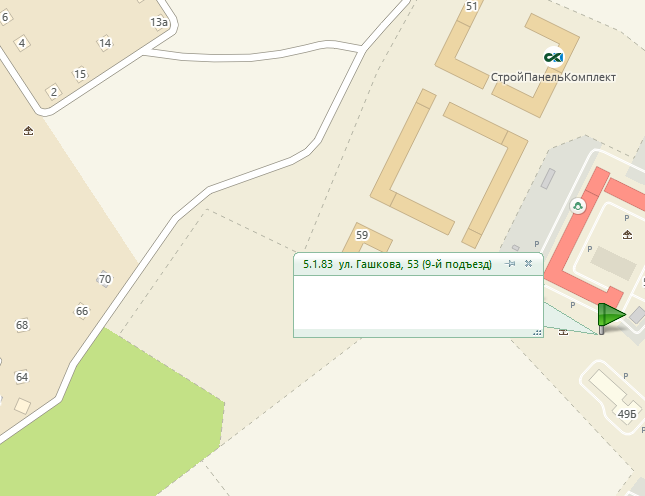 51
6
13а
4
14
15
СтройПанельКомплект
2
P
59
P
P
5.1.83 ул. Гашкова, 53 (9-й подъезд)
70
P
66
68
P
64
49Б